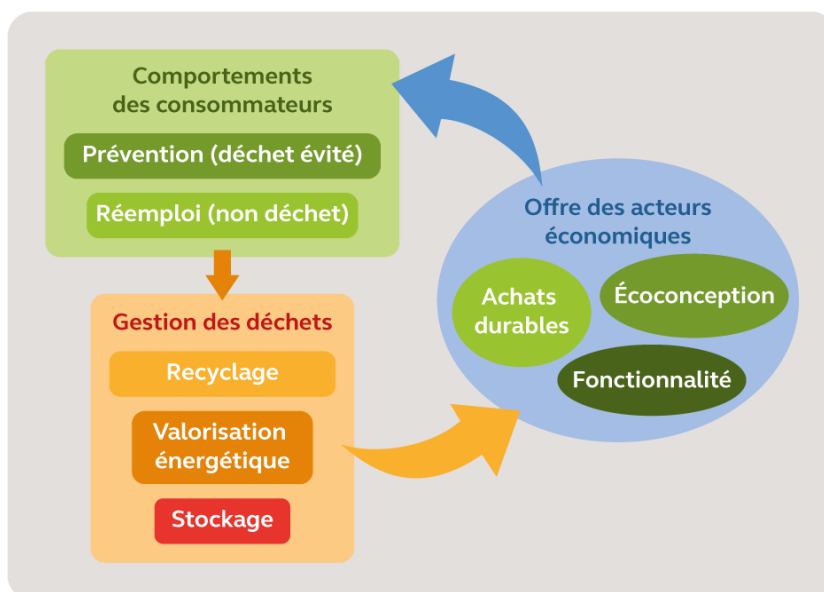 Comportements
des consommateurs
Prévention (déchet évité)
Réemploi (non déchet)
Gestion des déchets
Recyclage
Valorisation
énergétique
Stockage
Offre des acteurs
économiques
Achats
durables
Écoconception
Fonctionnalité